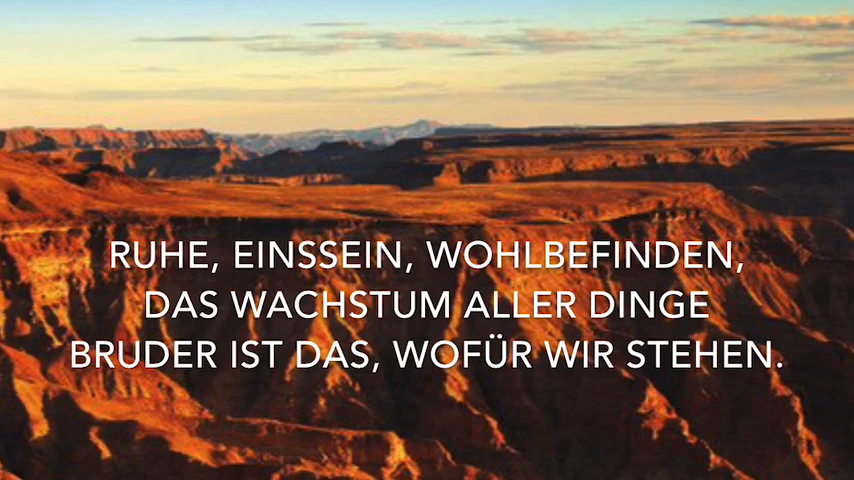 RUHE, EINSSEIN, WOHLBEFINDEN,
DAS WACHSTUM ALLER DINGE
BRUDER IST DAS, WOFÜR WIR STEHEN.